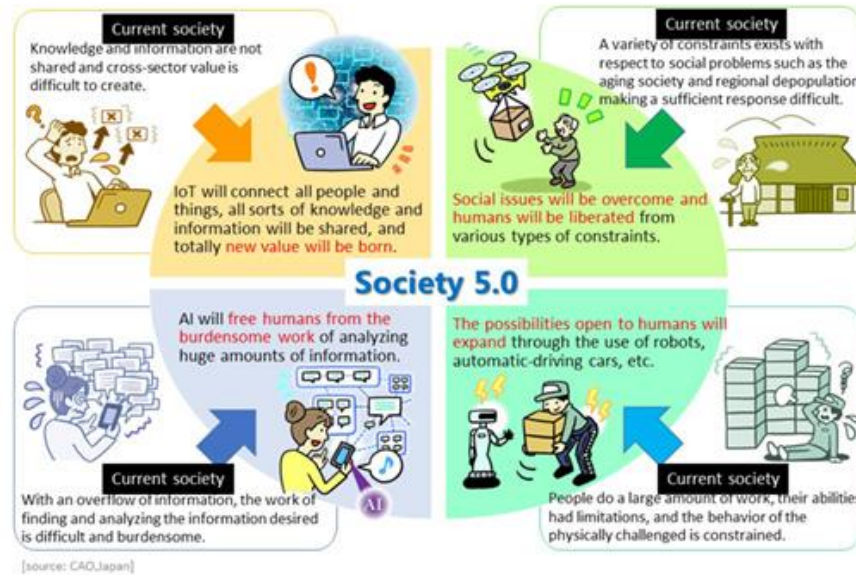 Current society
Knowledge and information are not
shared and cross-sector value is
difficult to create.
IoT will connect all people and
things, all sorts of knowledge and
information will be shared, and
totally new value will be born.
Current society
A variety of constraints exists with
respect to social problems such as the
aging society and regional depopulation
making a sufficient response difficult.
Social issues will be overcome and
humans will be liberated from
various types of constraints.
Society 5.0
AI will free humans from the
burdensome work of analyzing
huge amounts of information.
AI
Current society
With an overflow of information, the work of
finding and analyzing the information desired
is difficult and burdensome.
The possibilities open to humans will
expand through the use of robots,
automatic-driving cars, etc.
Current society
People do a large amount of work, their abilities
had limitations, and the behavior of the
physically challenged is constrained.
[source: CAO,Japan]